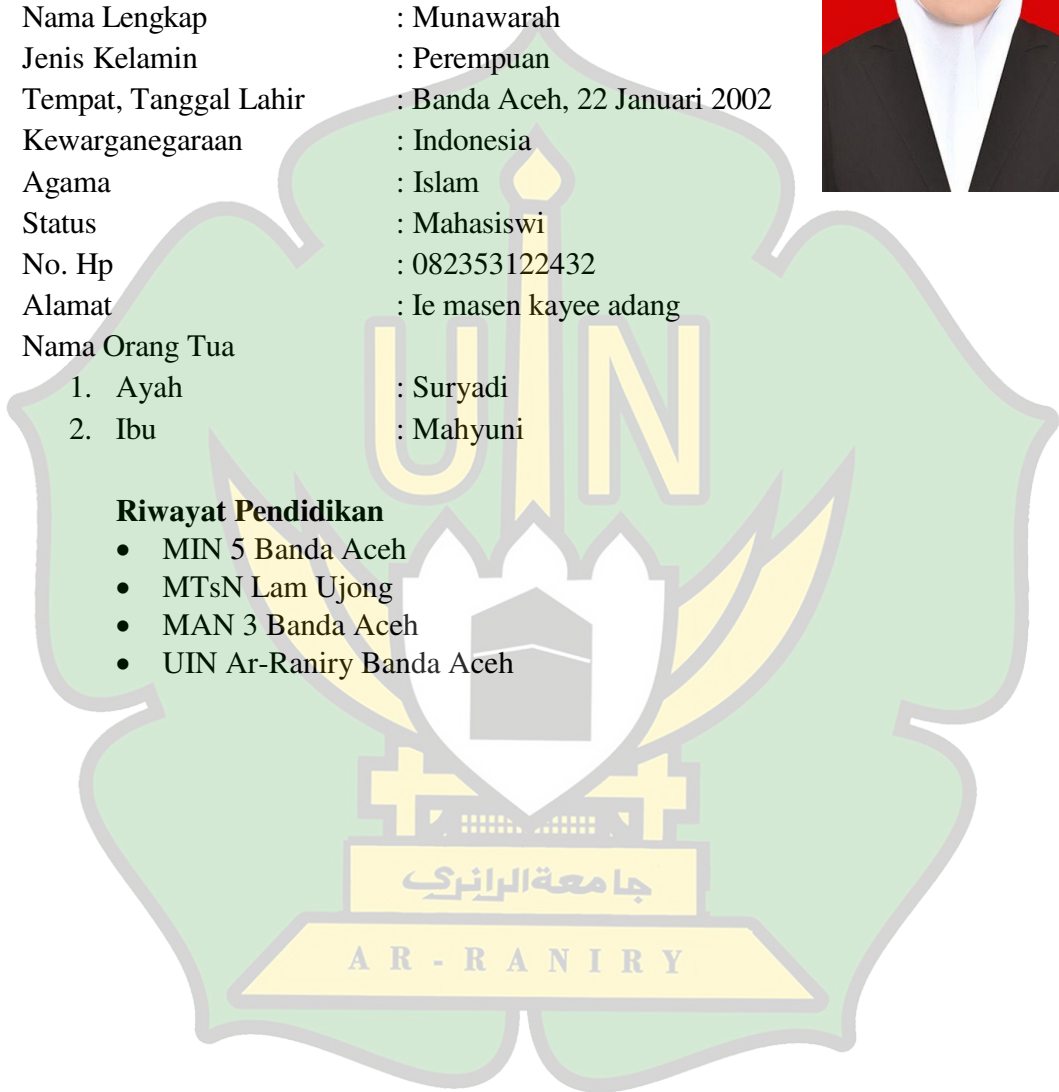 Nama Lengkap : Munawarah
Jenis Kelamin : Perempuan
Tempat, Tanggal Lahir : Banda Aceh, 22 Januari 2002
Kewarganegaraan : Indonesia
Agama : Islam
Status : Mahasiswi
No. Hp : 082353122432
Alamat : Ie masen kayee adang
Nama Orang Tua
1. Ayah : Suryadi
2. Ibu : Mahyuni
Riwayat Pendidikan
• MIN 5 Banda Aceh
• MTsN Lam Ujong
• MAN 3 Banda Aceh
• UIN Ar-Raniry Banda Aceh
UIN
جامعةالرانرك
AR-RANIRY